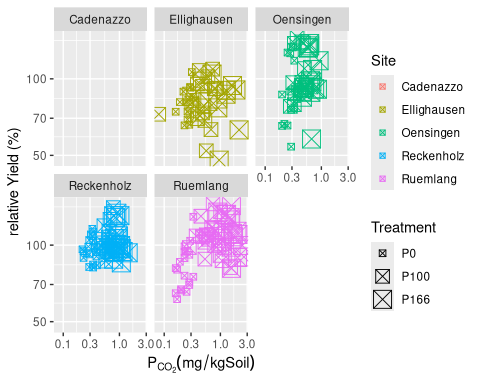 Cadenazzo Ellighausen Oensingen
100
70
50
0.1 0.3 1.0 3.0
Reckenholz Ruemlang
100
70
50
0.1 0.3 1.0 3.0 0.1 0.3 1.0 3.0
relative Yield (%)
P_CO₂(mg/kgSoil)
Site
Cadenazzo
Ellighausen
Oensingen
Reckenholz
Ruemlang
Treatment
P0
P100
P166